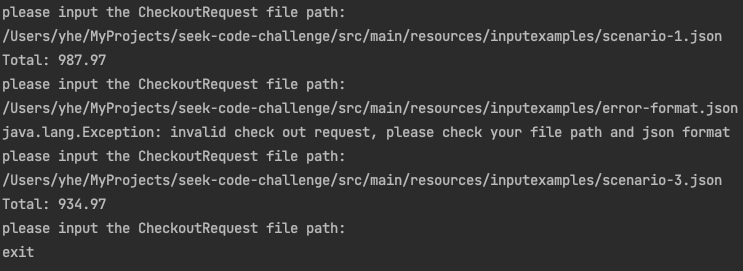 please input the CheckoutRequest file path:
/Users/yhe/MyProjects/seek-code-challenge/src/main/resources/inputexamples/scenario-1.json
Total: 987.97
please input the CheckoutRequest file path:
/Users/yhe/MyProjects/seek-code-challenge/src/main/resources/inputexamples/error-format.json
java.lang.Exception: invalid check out request, please check your file path and json format
please input the CheckoutRequest file path:
/Users/yhe/MyProjects/seek-code-challenge/src/main/resources/inputexamples/scenario-3.json
Total: 934.97
please input the CheckoutRequest file path:
exit